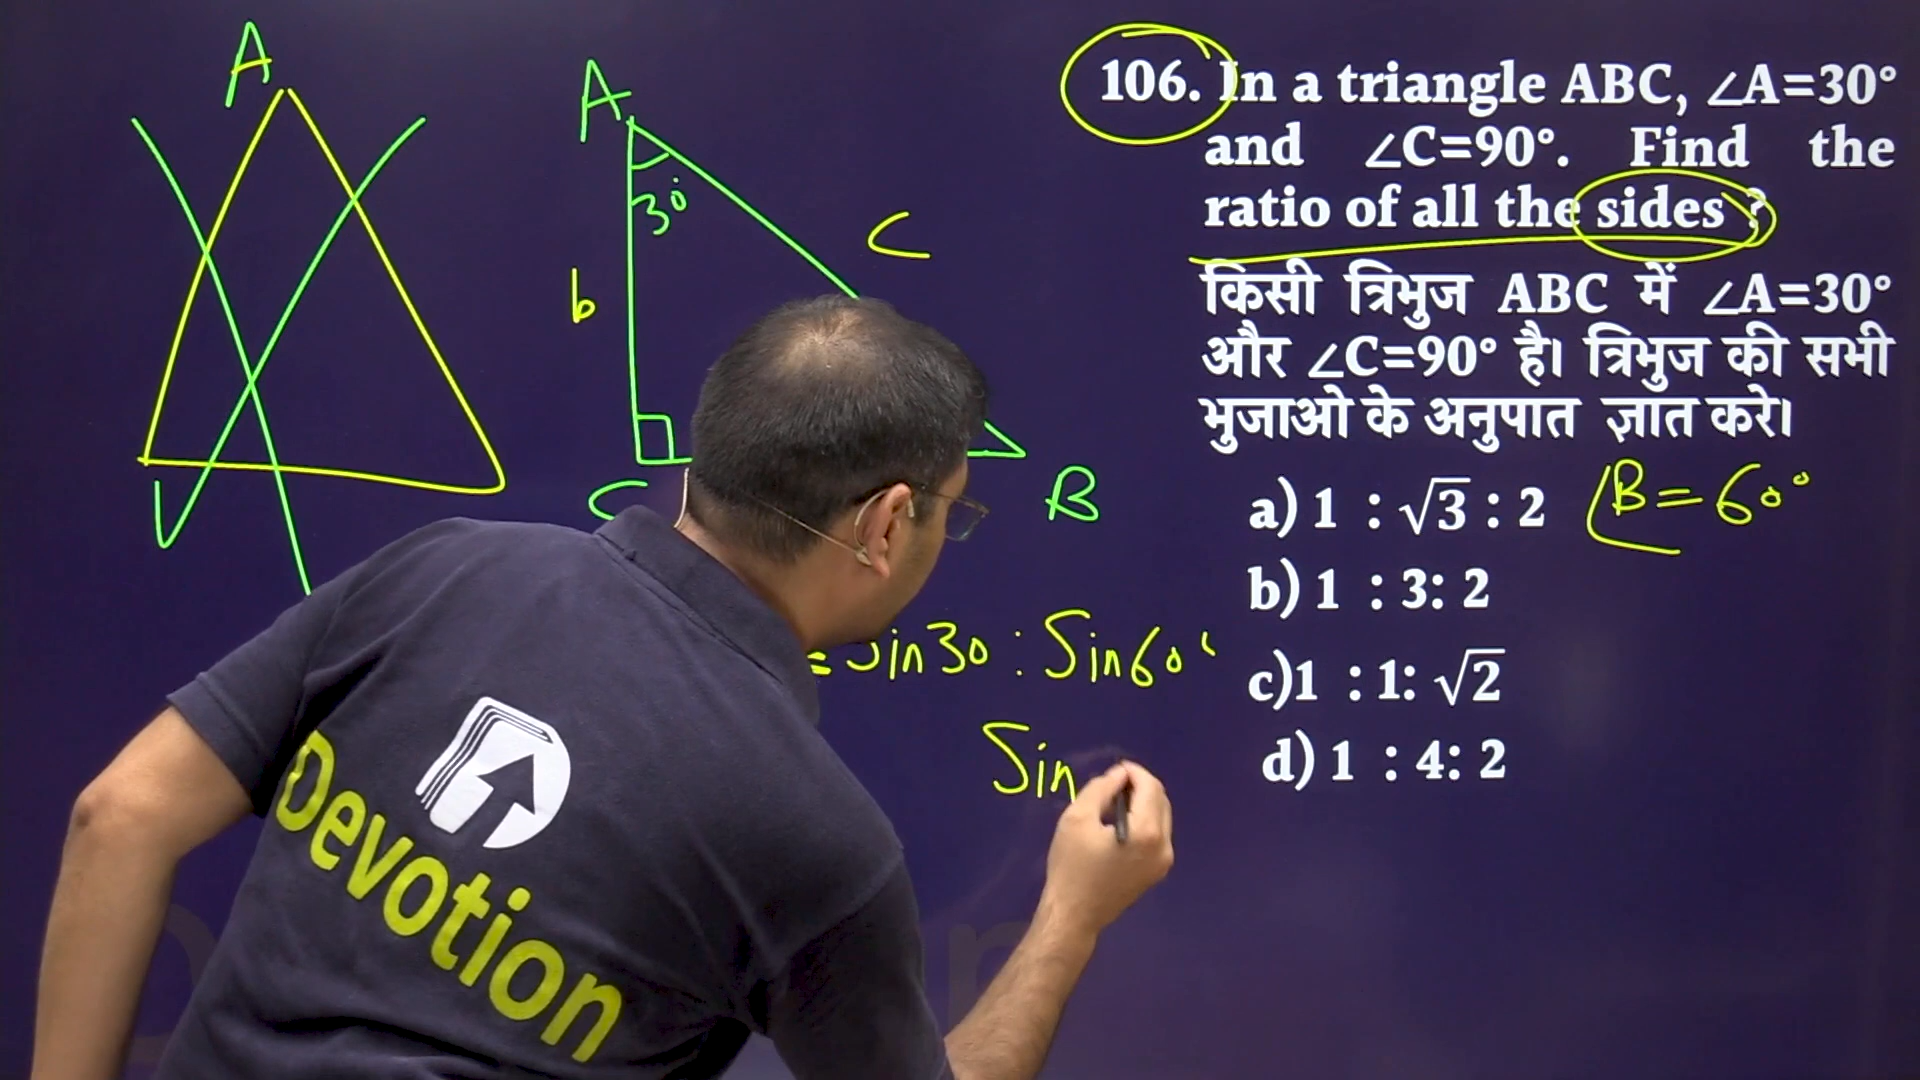 A
A
30
b
C
C
B
106. In a triangle ABC, ∠A=30°
and ∠C=90°. Find the
ratio of all the sides ?
किसी त्रिभुज ABC में ∠A=30°
और ∠C=90° है। त्रिभुज की सभी
भुजाओ के अनुपात ज्ञात करे।
a) 1 : √3 : 2
B = 60°
b) 1 : 3: 2
c)1 : 1: √2
d) 1 : 4: 2
= Sin30 : Sin60°
Sin
Devotion